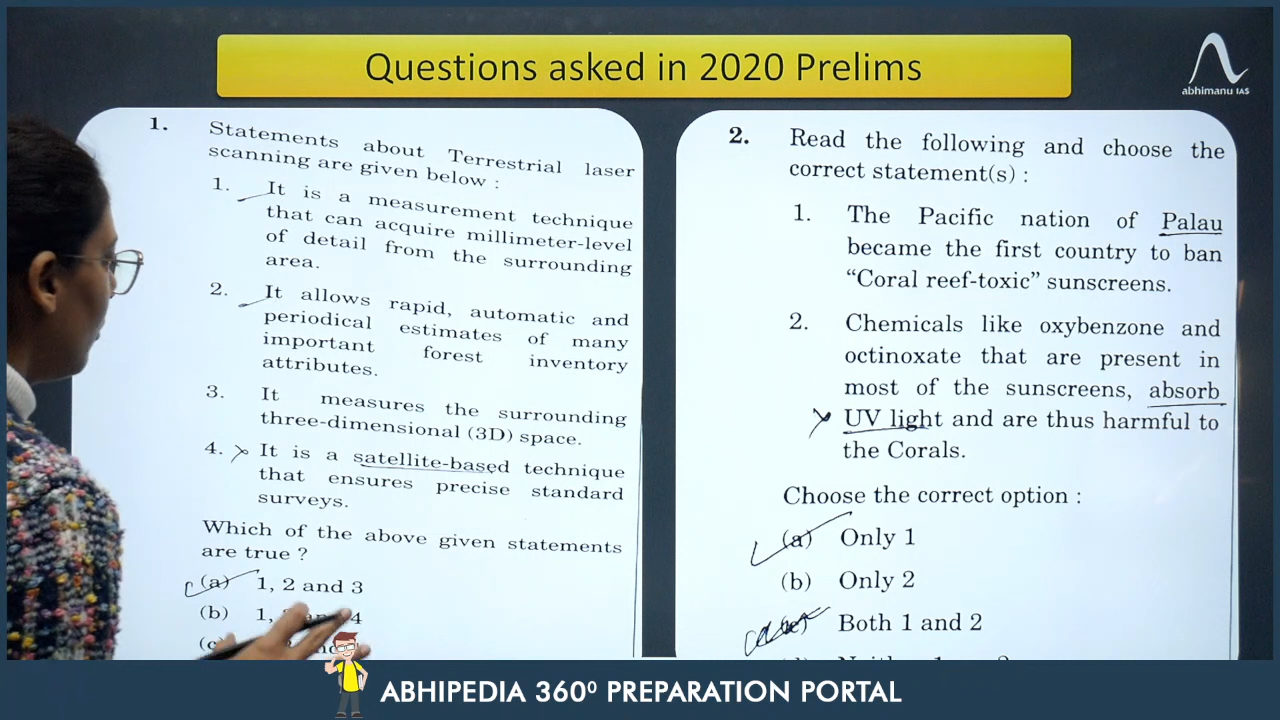 Questions asked in 2020 Prelims
abhimanu IAS
1. Statements about Terrestrial laser
scanning are given below :
1. It is a measurement technique
that can acquire millimeter-level
of detail from the surrounding
area.
2. It allows rapid, automatic and
periodical estimates of many
important forest inventory
attributes.
3. It measures the surrounding
three-dimensional (3D) space.
4. It is a satellite-based technique
that ensures precise standard
surveys.
Which of the above given statements
are true ?
(a) 1, 2 and 3
(b) 1, 4
2. Read the following and choose the
correct statement(s) :
1. The Pacific nation of Palau
became the first country to ban
“Coral reef-toxic” sunscreens.
2. Chemicals like oxybenzone and
octinoxate that are present in
most of the sunscreens, absorb
UV light and are thus harmful to
the Corals.
Choose the correct option :
(a) Only 1
(b) Only 2
Both 1 and 2
ABHIPEDIA 360⁰ PREPARATION PORTAL